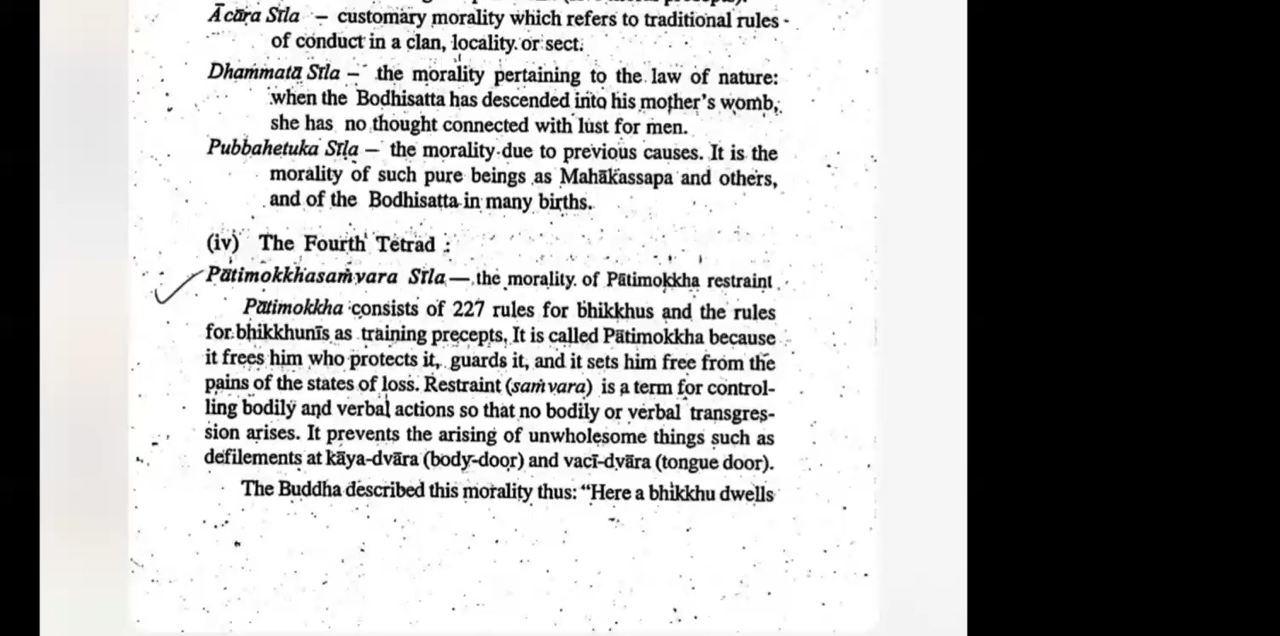 Ācāra Sīla – customary morality which refers to traditional rules
of conduct in a clan, locality or sect.
Dhammatā Sīla – the morality pertaining to the law of nature:
when the Bodhisatta has descended into his mother's womb,
she has no thought connected with lust for men.
Pubbahetuka Sīla – the morality due to previous causes. It is the
morality of such pure beings as Mahākassapa and others,
and of the Bodhisatta in many births.
(iv) The Fourth Tetrad :
Pātimokkhasaṁvara Sīla — the morality of Pātimokkha restraint
Pātimokkha consists of 227 rules for bhikkhus and the rules
for bhikkhunīs as training precepts. It is called Pātimokkha because
it frees him who protects it, guards it, and it sets him free from the
pains of the states of loss. Restraint (saṁvara) is a term for control-
ling bodily and verbal actions so that no bodily or verbal transgres-
sion arises. It prevents the arising of unwholesome things such as
defilements at kāya-dvāra (body-door) and vacī-dvāra (tongue door).
The Buddha described this morality thus: "Here a bhikkhu dwells